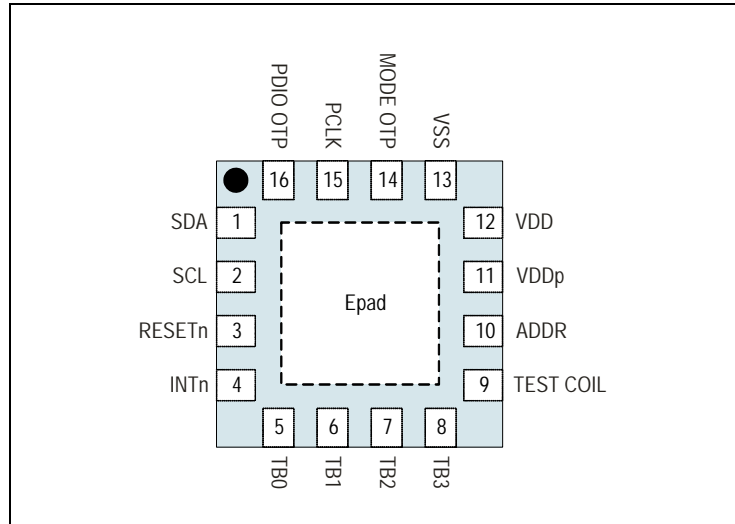 PDIO OTP
PCLK
MODE OTP
VSS
16
15
14
13
SDA 1
12 VDD
SCL 2
11 VDDp
Epad
RESETn 3
10 ADDR
INTn 4
9 TEST COIL
5
6
7
8
TB0
TB1
TB2
TB3